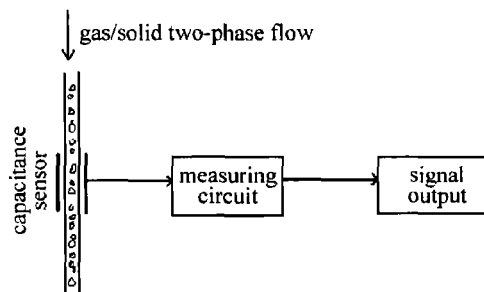 gas/solid two-phase flow
capacitance
sensor
measuring
circuit
signal
output